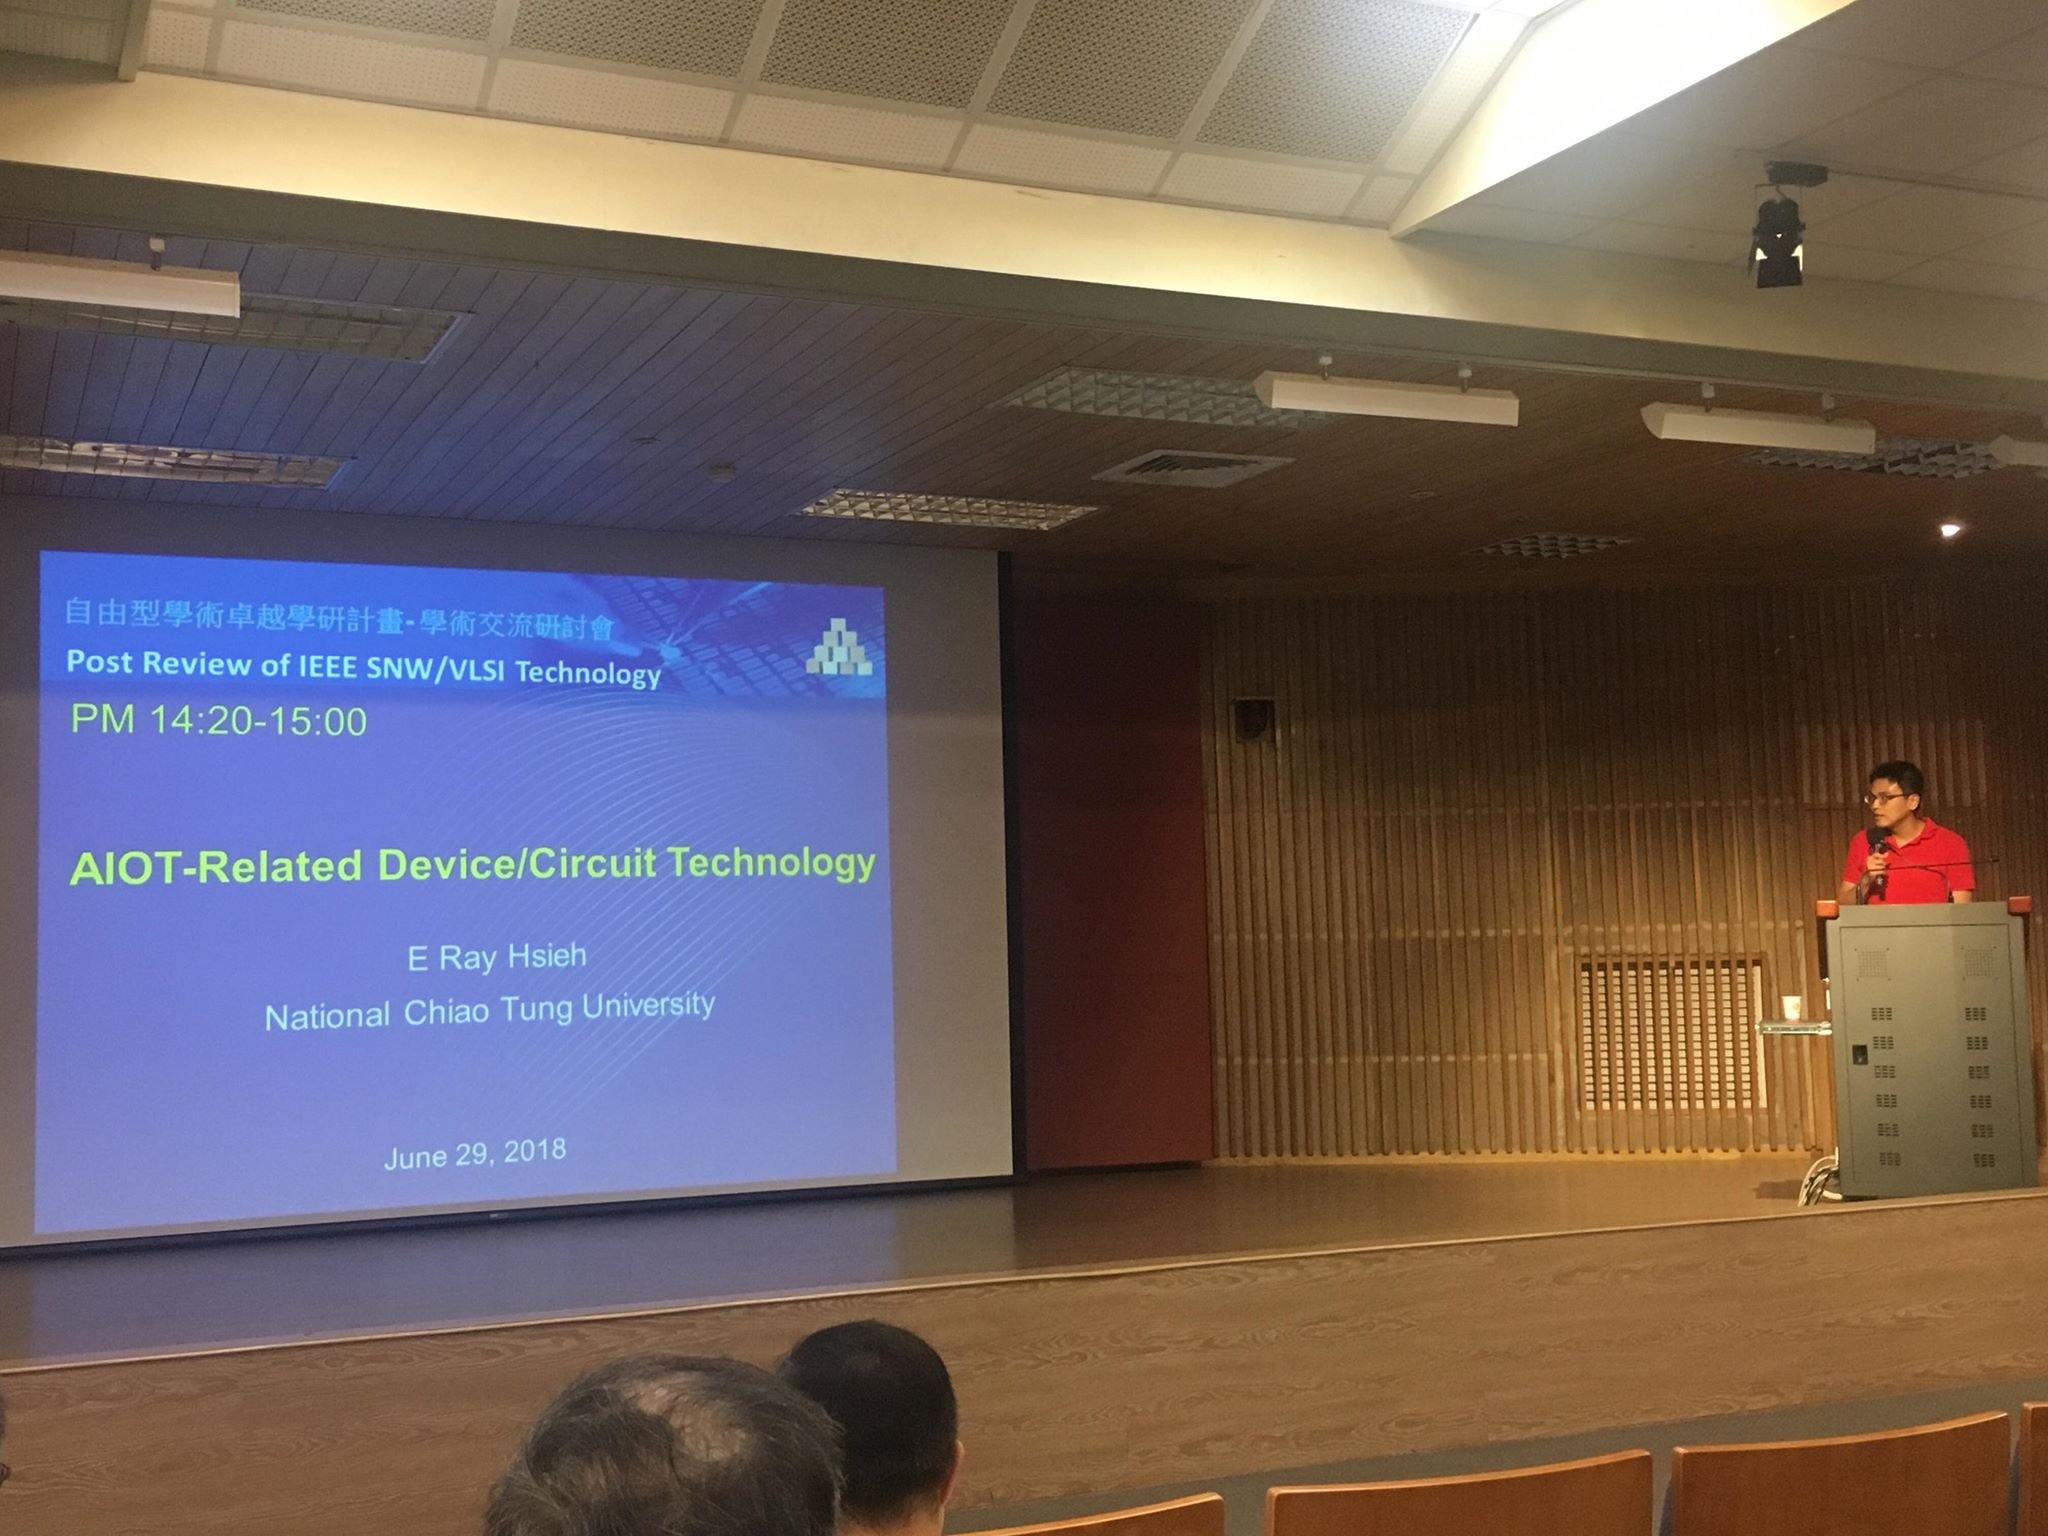 自由型學術卓越學研計畫-學術交流研討會
Post Review of IEEE SNW/VLSI Technology
PM 14:20-15:00
AIOT-Related Device/Circuit Technology
E Ray Hsieh
National Chiao Tung University
June 29, 2018